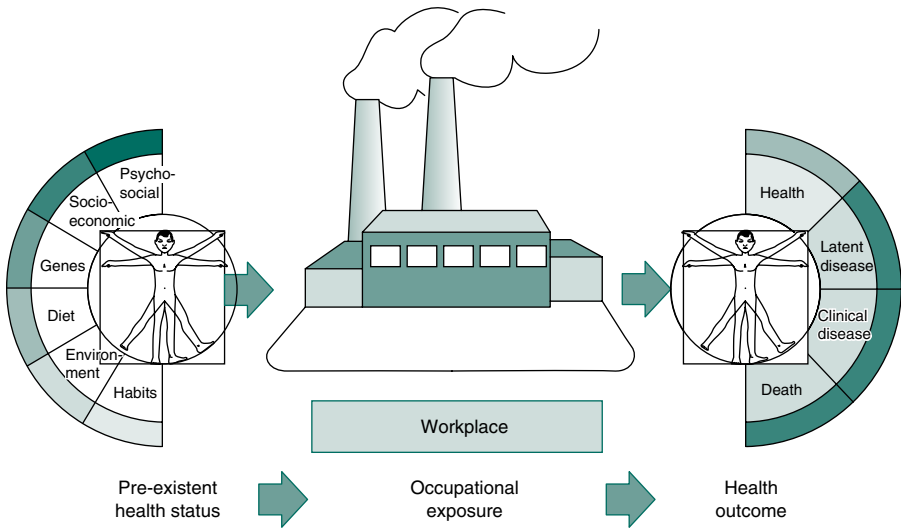 Psycho-
social
Socio-
economic
Genes
Diet
Environ-
ment
Habits
Health
Latent
disease
Clinical
disease
Death
Workplace
Pre-existent
health status
Occupational
exposure
Health
outcome